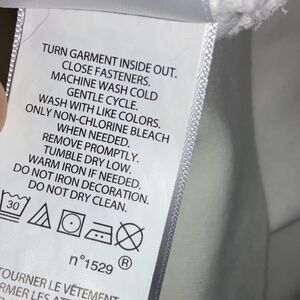 TURN GARMENT INSIDE OUT.
CLOSE FASTENERS.
MACHINE WASH COLD
GENTLE CYCLE.
WASH WITH LIKE COLORS.
ONLY NON-CHLORINE BLEACH
WHEN NEEDED.
REMOVE PROMPTLY.
TUMBLE DRY LOW.
WARM IRON IF NEEDED.
DO NOT IRON DECORATION.
DO NOT DRY CLEAN.
30
n°1529 ®
TOURNER LE VÊTEMENT
FERMER LES